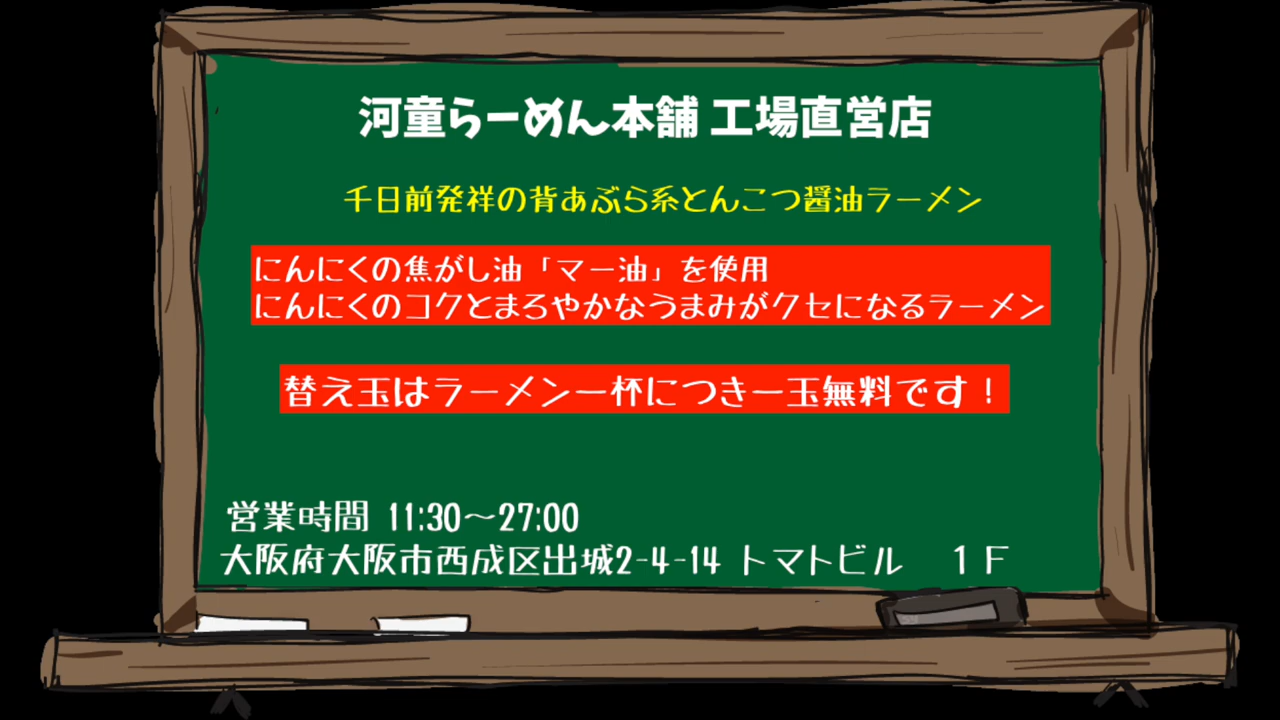 河童らーめん本舗 工場直営店
千日前発祥の背あぶら系とんこつ醤油ラーメン
にんにくの焦がし油「マー油」を使用
にんにくのコクとまろやかなうまみがクセになるラーメン
替え玉はラーメン一杯につき一玉無料です！
営業時間 11:30～27:00
大阪府大阪市西成区出城2-4-14 トマトビル　１Ｆ